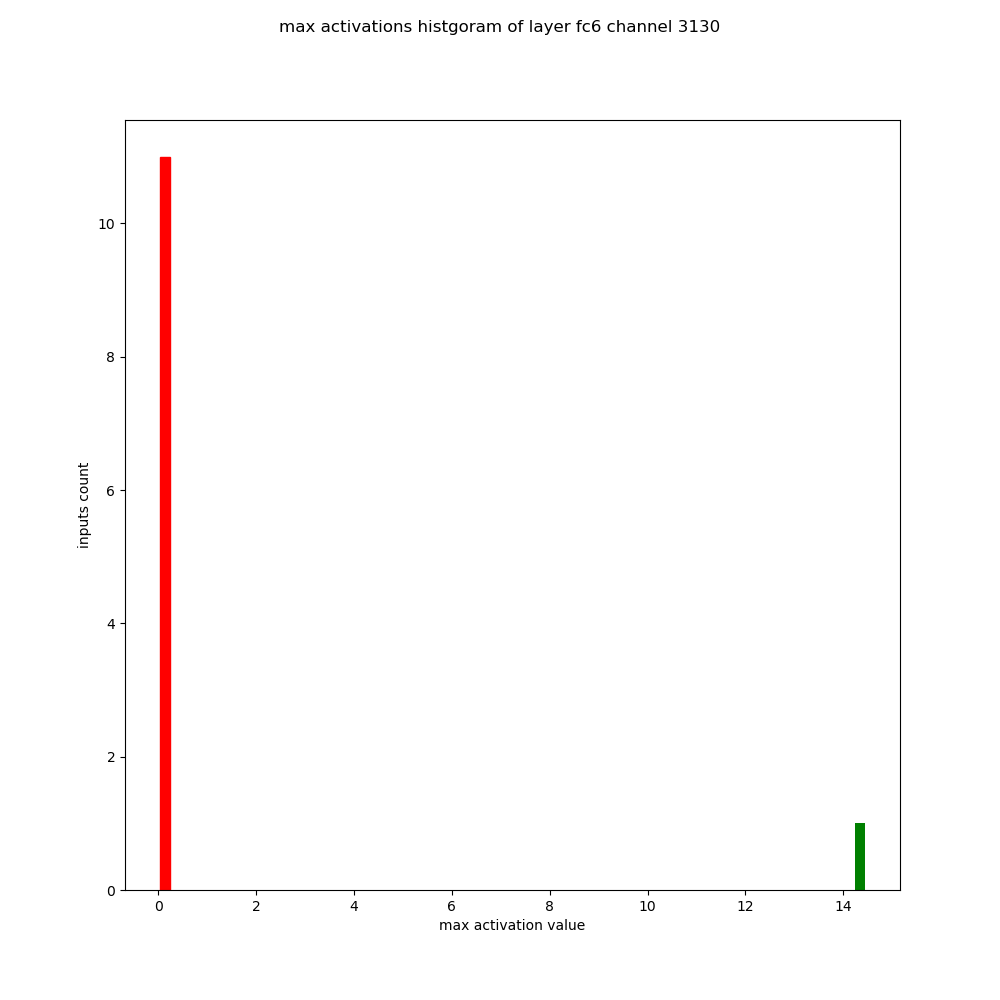 max activations histgoram of layer fc6 channel 3130
10
8
6
4
2
0
inputs count
0 2 4 6 8 10 12 14
max activation value